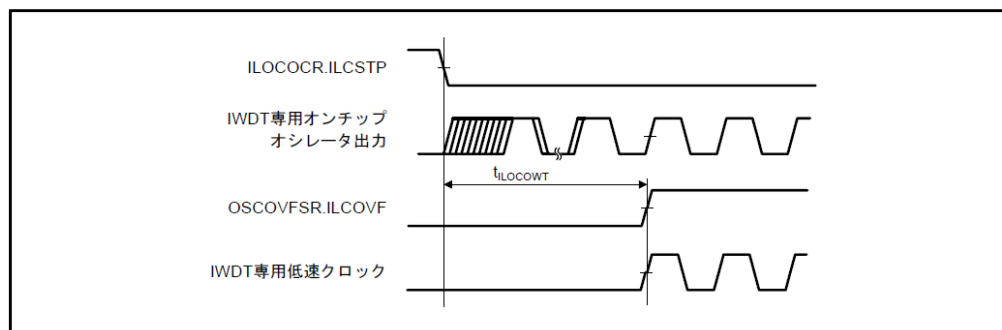 ILOCOCR.ILCSTP
IWDT専用オンチップ
オシレータ出力
tILOCOWT
OSCOVFSR.ILCOVF
IWDT専用低速クロック